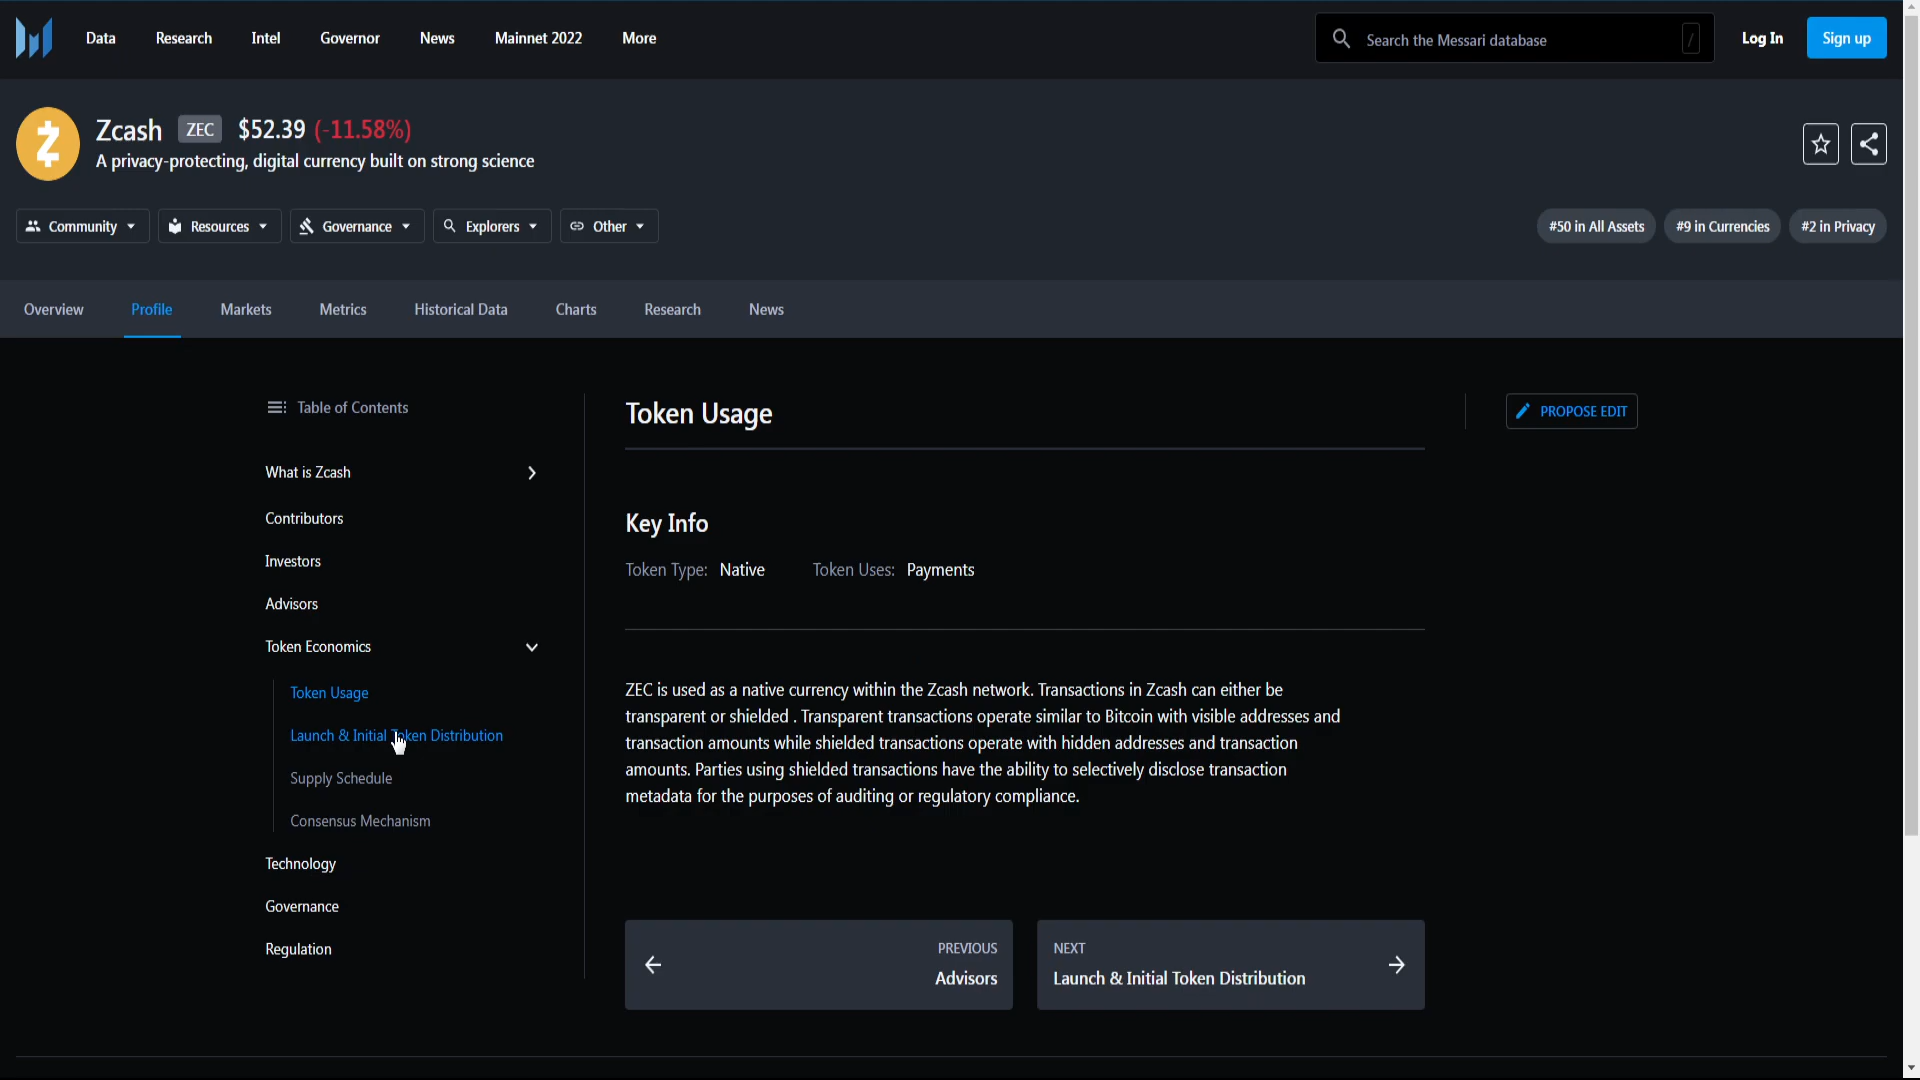 Data Research Intel Governor News Mainnet 2022 More Search the Messari database / Log In Sign up
Zcash ZEC $52.39 (-11.58%)
A privacy-protecting, digital currency built on strong science
Community Resources Governance Explorers Other #50 in All Assets #9 in Currencies #2 in Privacy
Overview Profile Markets Metrics Historical Data Charts Research News
Table of Contents
What is Zcash
Contributors
Investors
Advisors
Token Economics
Token Usage
Launch & Initial Token Distribution
Supply Schedule
Consensus Mechanism
Technology
Governance
Regulation
Token Usage
PROPOSE EDIT
Key Info
Token Type: Native Token Uses: Payments
ZEC is used as a native currency within the Zcash network. Transactions in Zcash can either be
transparent or shielded . Transparent transactions operate similar to Bitcoin with visible addresses and
transaction amounts while shielded transactions operate with hidden addresses and transaction
amounts. Parties using shielded transactions have the ability to selectively disclose transaction
metadata for the purposes of auditing or regulatory compliance.
PREVIOUS
Advisors
NEXT
Launch & Initial Token Distribution